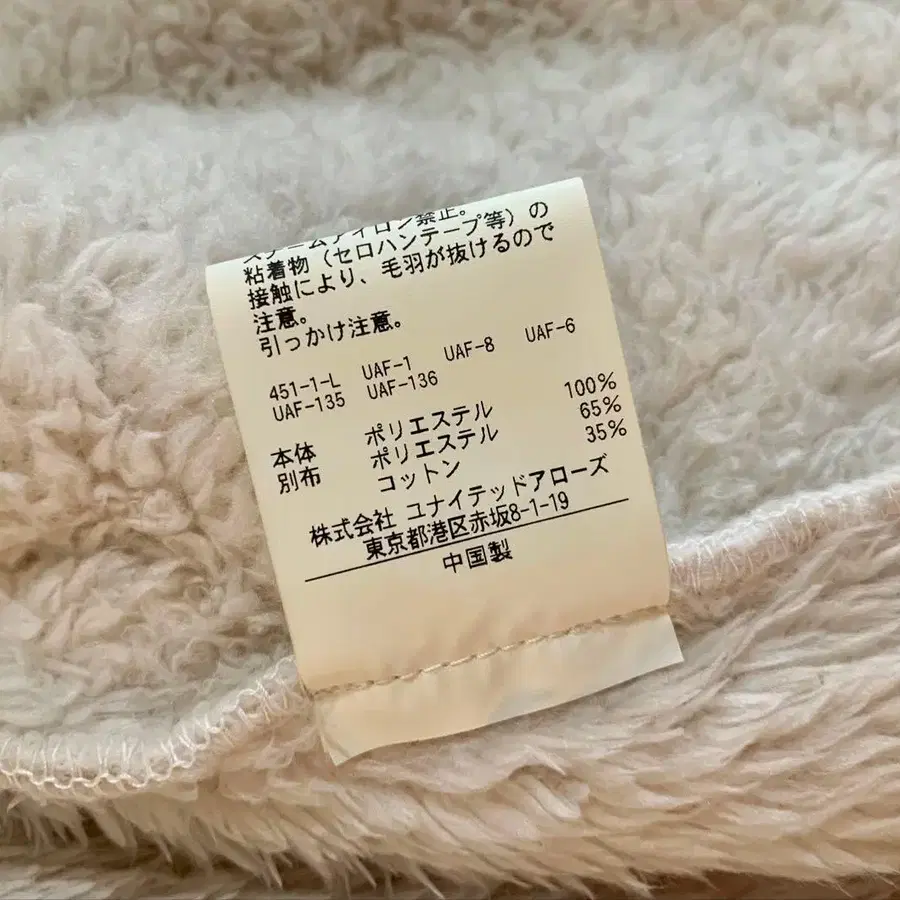 スチームアイロン禁止。
粘着物（セロハンテープ等）の
接触により、毛羽が抜けるので
注意。
引っかけ注意。
451-1-L UAF-1 UAF-8 UAF-6
UAF-135 UAF-136
本体 ポリエステル 100%
別布 ポリエステル 65%
コットン 35%
株式会社 ユナイテッドアローズ
東京都港区赤坂8-1-19
中国製